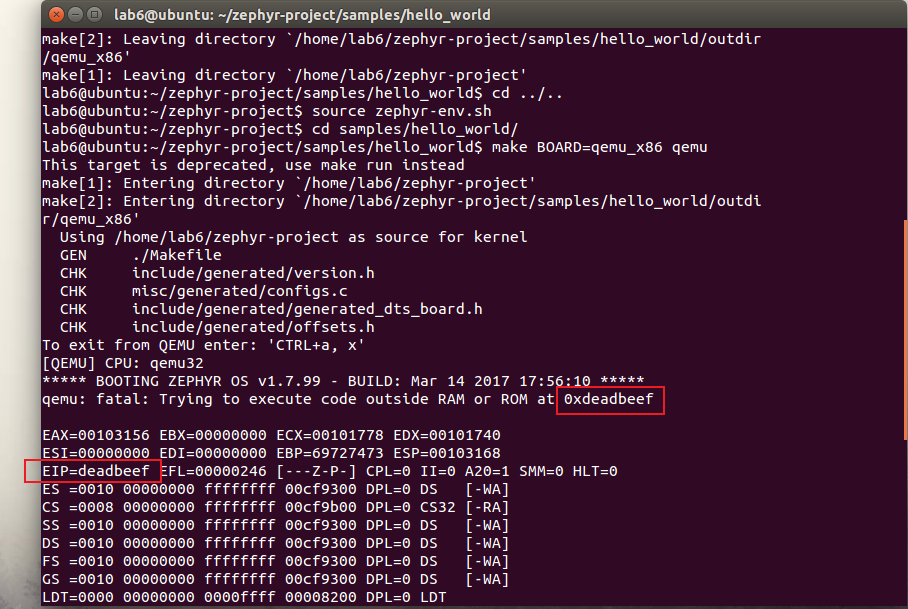 lab6@ubuntu: ~/zephyr-project/samples/hello_world
make[2]: Leaving directory `/home/lab6/zephyr-project/samples/hello_world/outdir
/qemu_x86'
make[1]: Leaving directory `/home/lab6/zephyr-project'
lab6@ubuntu:~/zephyr-project/samples/hello_world$ cd ../..
lab6@ubuntu:~/zephyr-project$ source zephyr-env.sh
lab6@ubuntu:~/zephyr-project$ cd samples/hello_world/
lab6@ubuntu:~/zephyr-project/samples/hello_world$ make BOARD=qemu_x86 qemu
This target is deprecated, use make run instead
make[1]: Entering directory `/home/lab6/zephyr-project'
make[2]: Entering directory `/home/lab6/zephyr-project/samples/hello_world/outdi
r/qemu_x86'
  Using /home/lab6/zephyr-project as source for kernel
  GEN     ./Makefile
  CHK     include/generated/version.h
  CHK     misc/generated/configs.c
  CHK     include/generated/generated_dts_board.h
  CHK     include/generated/offsets.h
To exit from QEMU enter: 'CTRL+a, x'
[QEMU] CPU: qemu32
***** BOOTING ZEPHYR OS v1.7.99 - BUILD: Mar 14 2017 17:56:10 *****
qemu: fatal: Trying to execute code outside RAM or ROM at 0xdeadbeef
EAX=00103156 EBX=00000000 ECX=00101778 EDX=00101740
ESI=00000000 EDI=00000000 EBP=69727473 ESP=00103168
EIP=deadbeef EFL=00000246 [---Z-P-] CPL=0 II=0 A20=1 SMM=0 HLT=0
ES =0010 00000000 ffffffff 00cf9300 DPL=0 DS   [-WA]
CS =0008 00000000 ffffffff 00cf9b00 DPL=0 CS32 [-RA]
SS =0010 00000000 ffffffff 00cf9300 DPL=0 DS   [-WA]
DS =0010 00000000 ffffffff 00cf9300 DPL=0 DS   [-WA]
FS =0010 00000000 ffffffff 00cf9300 DPL=0 DS   [-WA]
GS =0010 00000000 ffffffff 00cf9300 DPL=0 DS   [-WA]
LDT=0000 00000000 0000ffff 00008200 DPL=0 LDT